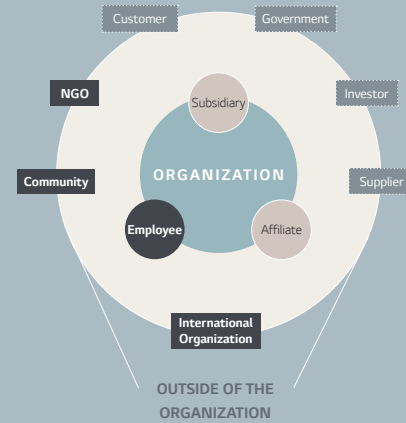 Customer
Government
NGO
Investor
Subsidiary
ORGANIZATION
Community
Supplier
Employee
Affiliate
International
Organization
OUTSIDE OF THE
ORGANIZATION